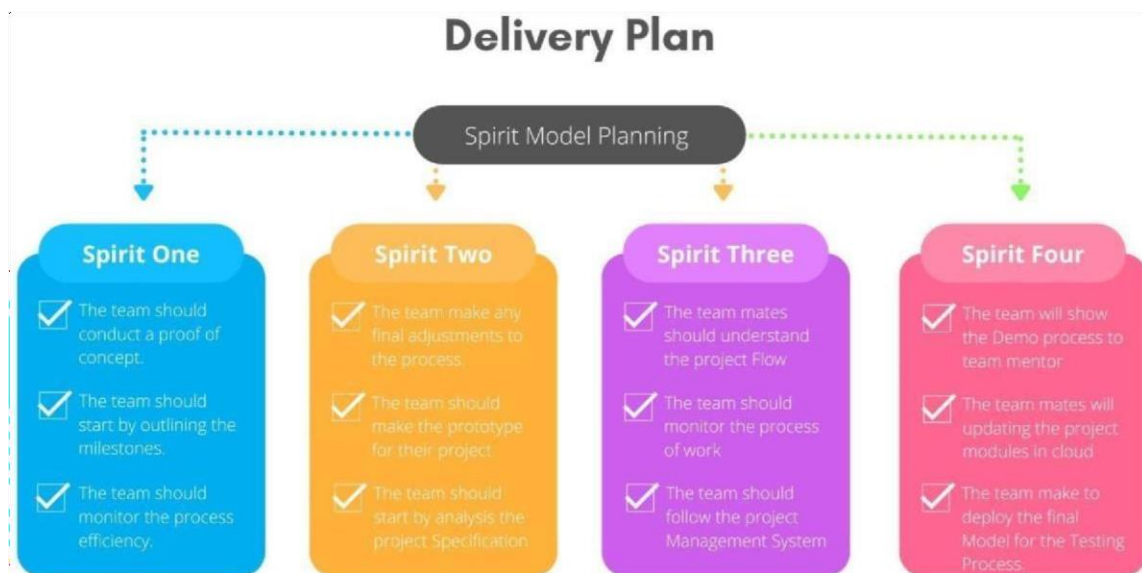 Delivery Plan
Spirit Model Planning
Spirit One
The team should
conduct a proof of
concept.
The team should
start by outlining the
milestones.
The team should
monitor the process
efficiency.
Spirit Two
The team make any
final adjustments to
the process.
The team should
make the prototype
for their project
The team should
start by analysis the
project Specification
Spirit Three
The team mates
should understand
the project Flow
The team should
monitor the process
of work
The team should
follow the project
Management System
Spirit Four
The team will show
the Demo process to
team mentor
The team mates will
updating the project
modules in cloud
The team make to
deploy the final
Model for the Testing
Process.